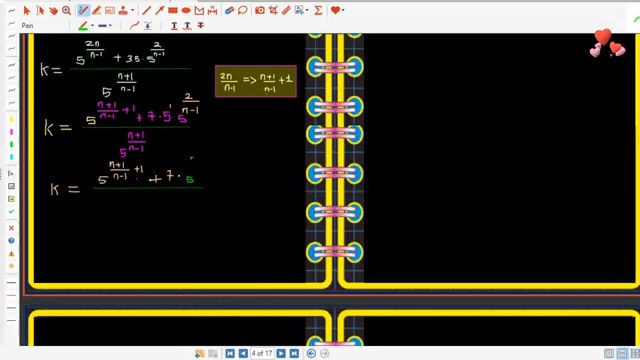 Pen
K = (5^(2n/(n-1)) + 35·5^(2/(n-1))) / 5^((n+1)/(n-1))
2n/(n-1) => (n+1)/(n-1) + 1
K = (5^((n+1)/(n-1) + 1) + 7·5^1 5^(2/(n-1))) / 5^((n+1)/(n-1))
K = 5^((n+1)/(n-1) + 1) + 7· 5
4 of 17